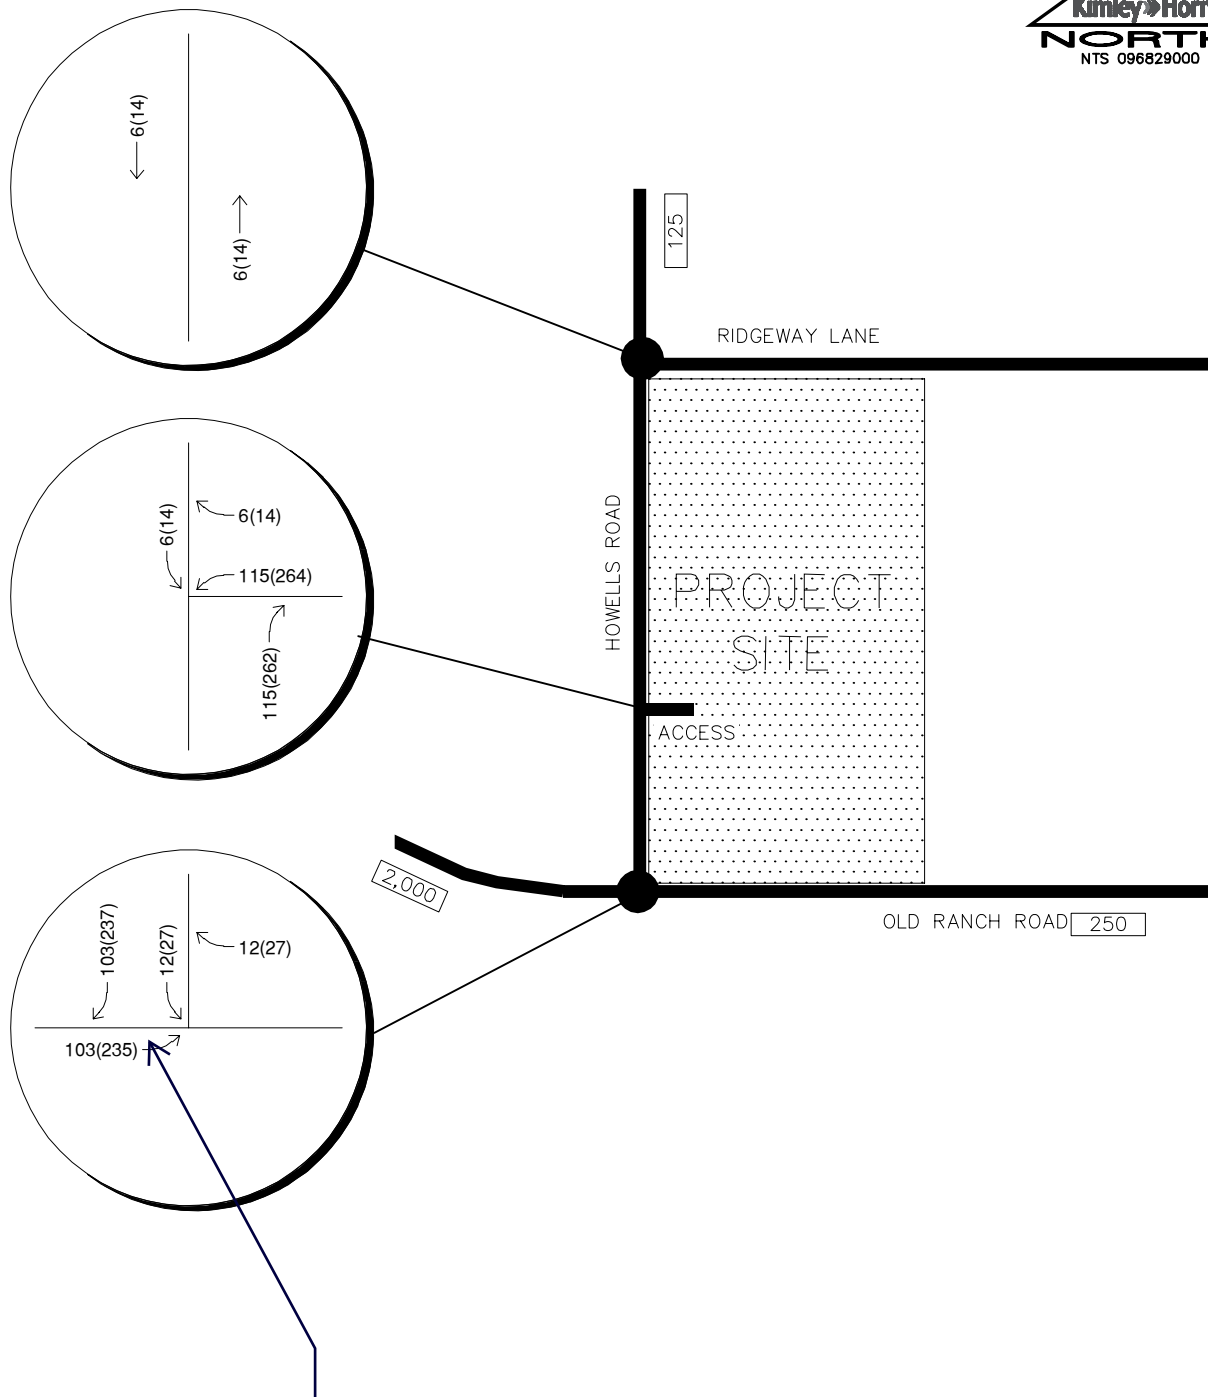 Kimley»Horn
NORTH
NTS 096829000
6(14)
6(14)
125
RIDGEWAY LANE
6(14)
6(14)
115(264)
115(262)
HOWELLS ROAD
PROJECT
SITE
ACCESS
2,000
OLD RANCH ROAD 250
103(237)
12(27)
12(27)
103(235)